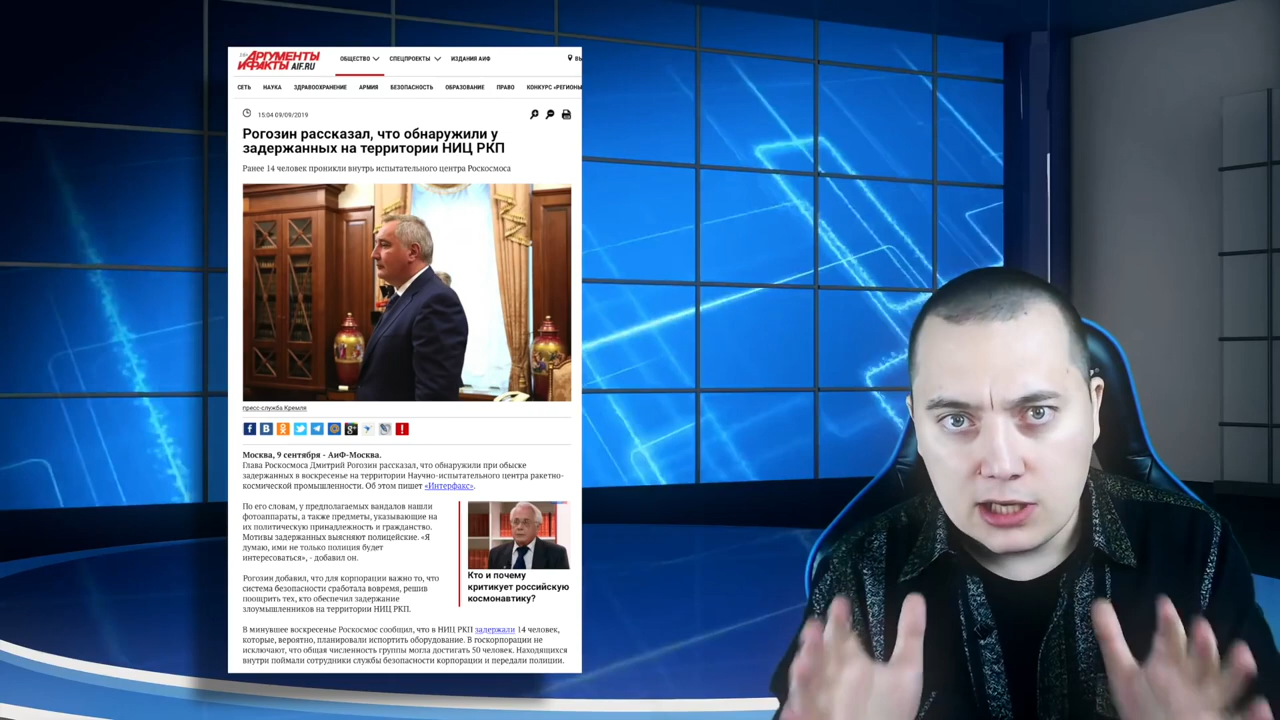 АРГУМЕНТЫ
И ФАКТЫ AIF.RU
ОБЩЕСТВО СПЕЦПРОЕКТЫ ИЗДАНИЯ АИФ
СЕТЬ НАУКА ЗДРАВООХРАНЕНИЕ АРМИЯ БЕЗОПАСНОСТЬ ОБРАЗОВАНИЕ ПРАВО КОНКУРС «РЕГИОНЫ
15:04 09/09/2019
Рогозин рассказал, что обнаружили у
задержанных на территории НИЦ РКП
Ранее 14 человек проникли внутрь испытательного центра Роскосмоса
пресс-служба Кремля
Москва, 9 сентября - АиФ-Москва.
Глава Роскосмоса Дмитрий Рогозин рассказал, что обнаружили при обыске
задержанных в воскресенье на территории Научно-испытательного центра ракетно-
космической промышленности. Об этом пишет «Интерфакс».
По его словам, у предполагаемых вандалов нашли
фотоаппараты, а также предметы, указывающие на
их политическую принадлежность и гражданство.
Мотивы задержанных выясняют полицейские. «Я
думаю, ими не только полиция будет
интересоваться», - добавил он.
Кто и почему
критикует российскую
космонавтику?
Рогозин добавил, что для корпорации важно то, что
система безопасности сработала вовремя, решив
поощрить тех, кто обеспечил задержание
злоумышленников на территории НИЦ РКП.
В минувшее воскресенье Роскосмос сообщил, что в НИЦ РКП задержали 14 человек,
которые, вероятно, планировали испортить оборудование. В госкорпорации не
исключают, что общая численность группы могла достигать 50 человек. Находящихся
внутри поймали сотрудники службы безопасности корпорации и передали полиции.